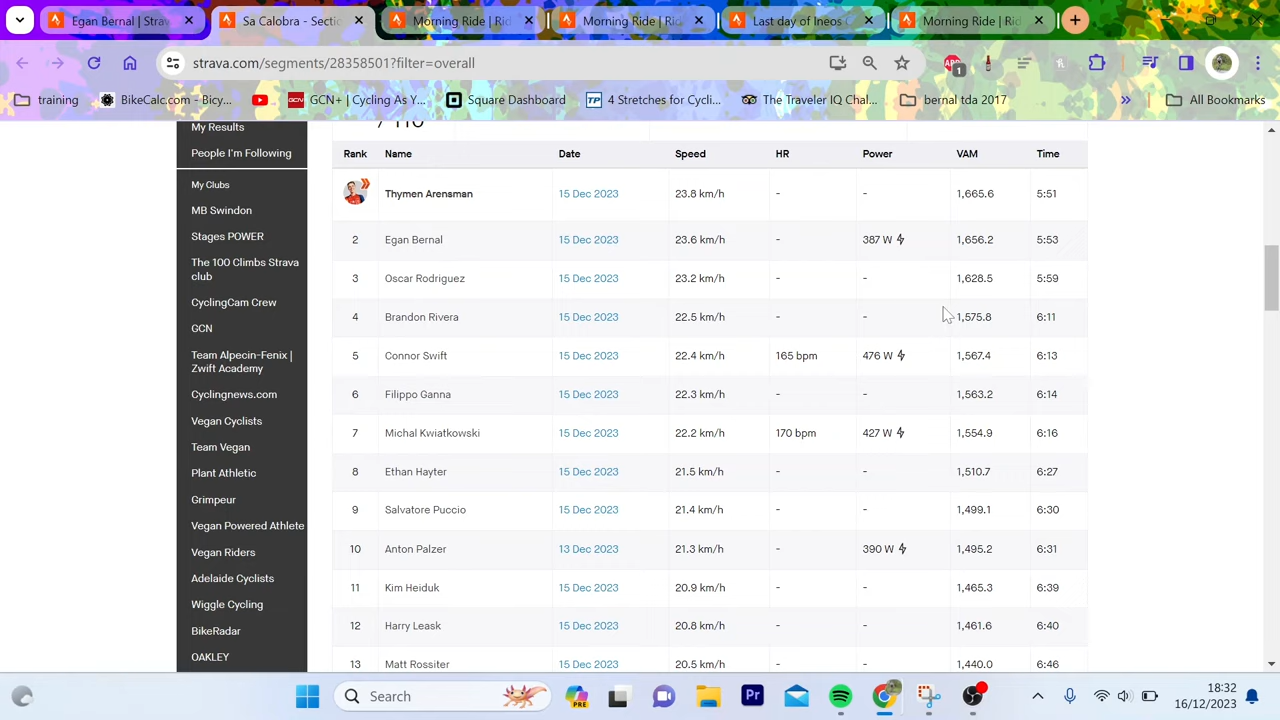 Egan Bernal | Strav
Sa Calobra - Sectio
Morning Ride | Rid
Morning Ride | Rid
Last day of Ineos C
Morning Ride | Rid
strava.com/segments/28358501?filter=overall
1
training
BikeCalc.com - Bicy...
GCN+ | Cycling As Y...
Square Dashboard
4 Stretches for Cycli...
The Traveler IQ Chal...
bernal tda 2017
All Bookmarks
My Results
People I'm Following
My Clubs
MB Swindon
Stages POWER
The 100 Climbs Strava
club
CyclingCam Crew
GCN
Team Alpecin-Fenix |
Zwift Academy
Cyclingnews.com
Vegan Cyclists
Team Vegan
Plant Athletic
Grimpeur
Vegan Powered Athlete
Vegan Riders
Adelaide Cyclists
Wiggle Cycling
BikeRadar
OAKLEY
Rank Name Date Speed HR Power VAM Time
Thymen Arensman 15 Dec 2023 23.8 km/h - - 1,665.6 5:51
2 Egan Bernal 15 Dec 2023 23.6 km/h - 387 W 1,656.2 5:53
3 Oscar Rodriguez 15 Dec 2023 23.2 km/h - - 1,628.5 5:59
4 Brandon Rivera 15 Dec 2023 22.5 km/h - - 1,575.8 6:11
5 Connor Swift 15 Dec 2023 22.4 km/h 165 bpm 476 W 1,567.4 6:13
6 Filippo Ganna 15 Dec 2023 22.3 km/h - - 1,563.2 6:14
7 Michal Kwiatkowski 15 Dec 2023 22.2 km/h 170 bpm 427 W 1,554.9 6:16
8 Ethan Hayter 15 Dec 2023 21.5 km/h - - 1,510.7 6:27
9 Salvatore Puccio 15 Dec 2023 21.4 km/h - - 1,499.1 6:30
10 Anton Palzer 13 Dec 2023 21.3 km/h - 390 W 1,495.2 6:31
11 Kim Heiduk 15 Dec 2023 20.9 km/h - - 1,465.3 6:39
12 Harry Leask 15 Dec 2023 20.8 km/h - - 1,461.6 6:40
13 Matt Rossiter 15 Dec 2023 20.5 km/h - - 1,440.0 6:46
Search
PRE
Pr
18:32
16/12/2023